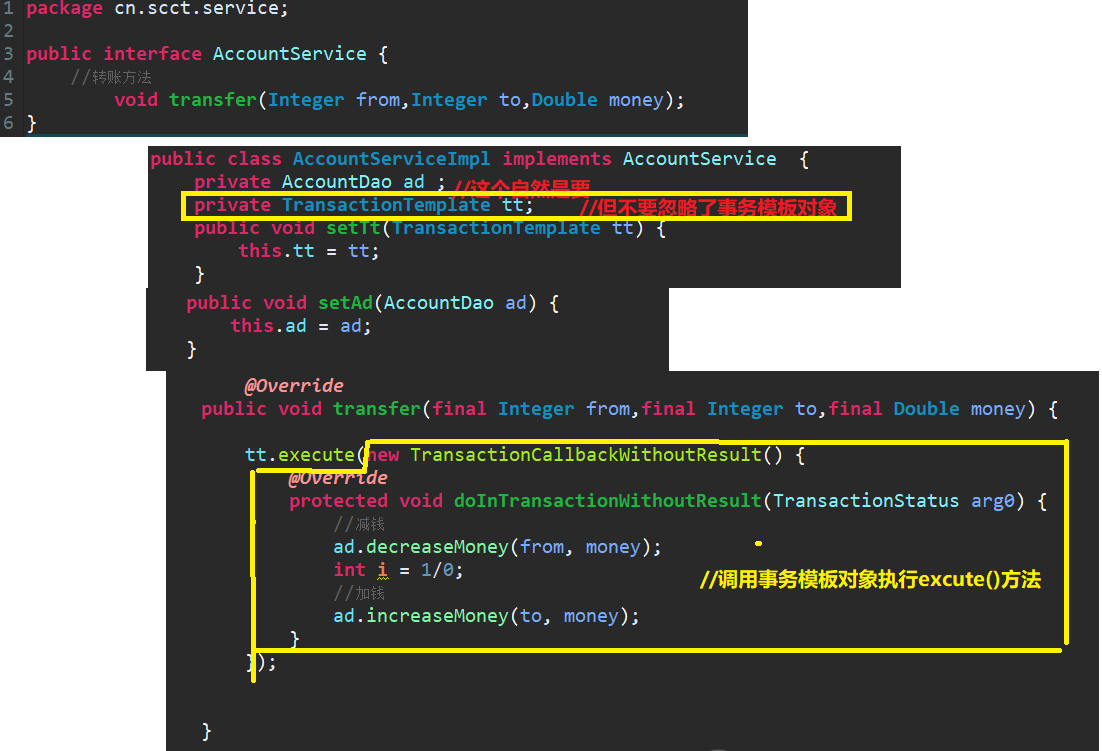 1 package cn.scct.service;
2
3 public interface AccountService {
4 //转账方法
5 void transfer(Integer from,Integer to,Double money);
6 }
public class AccountServiceImpl implements AccountService {
private AccountDao ad ; //这个自然是要
private TransactionTemplate tt; //但不要忽略了事务模板对象
public void setTt(TransactionTemplate tt) {
this.tt = tt;
}
public void setAd(AccountDao ad) {
this.ad = ad;
}
@Override
public void transfer(final Integer from,final Integer to,final Double money) {
tt.execute(new TransactionCallbackWithoutResult() {
@Override
protected void doInTransactionWithoutResult(TransactionStatus arg0) {
//减钱
ad.decreaseMoney(from, money);
int i = 1/0;
//调用事务模板对象执行excute()方法
//加钱
ad.increaseMoney(to, money);
}
});
}